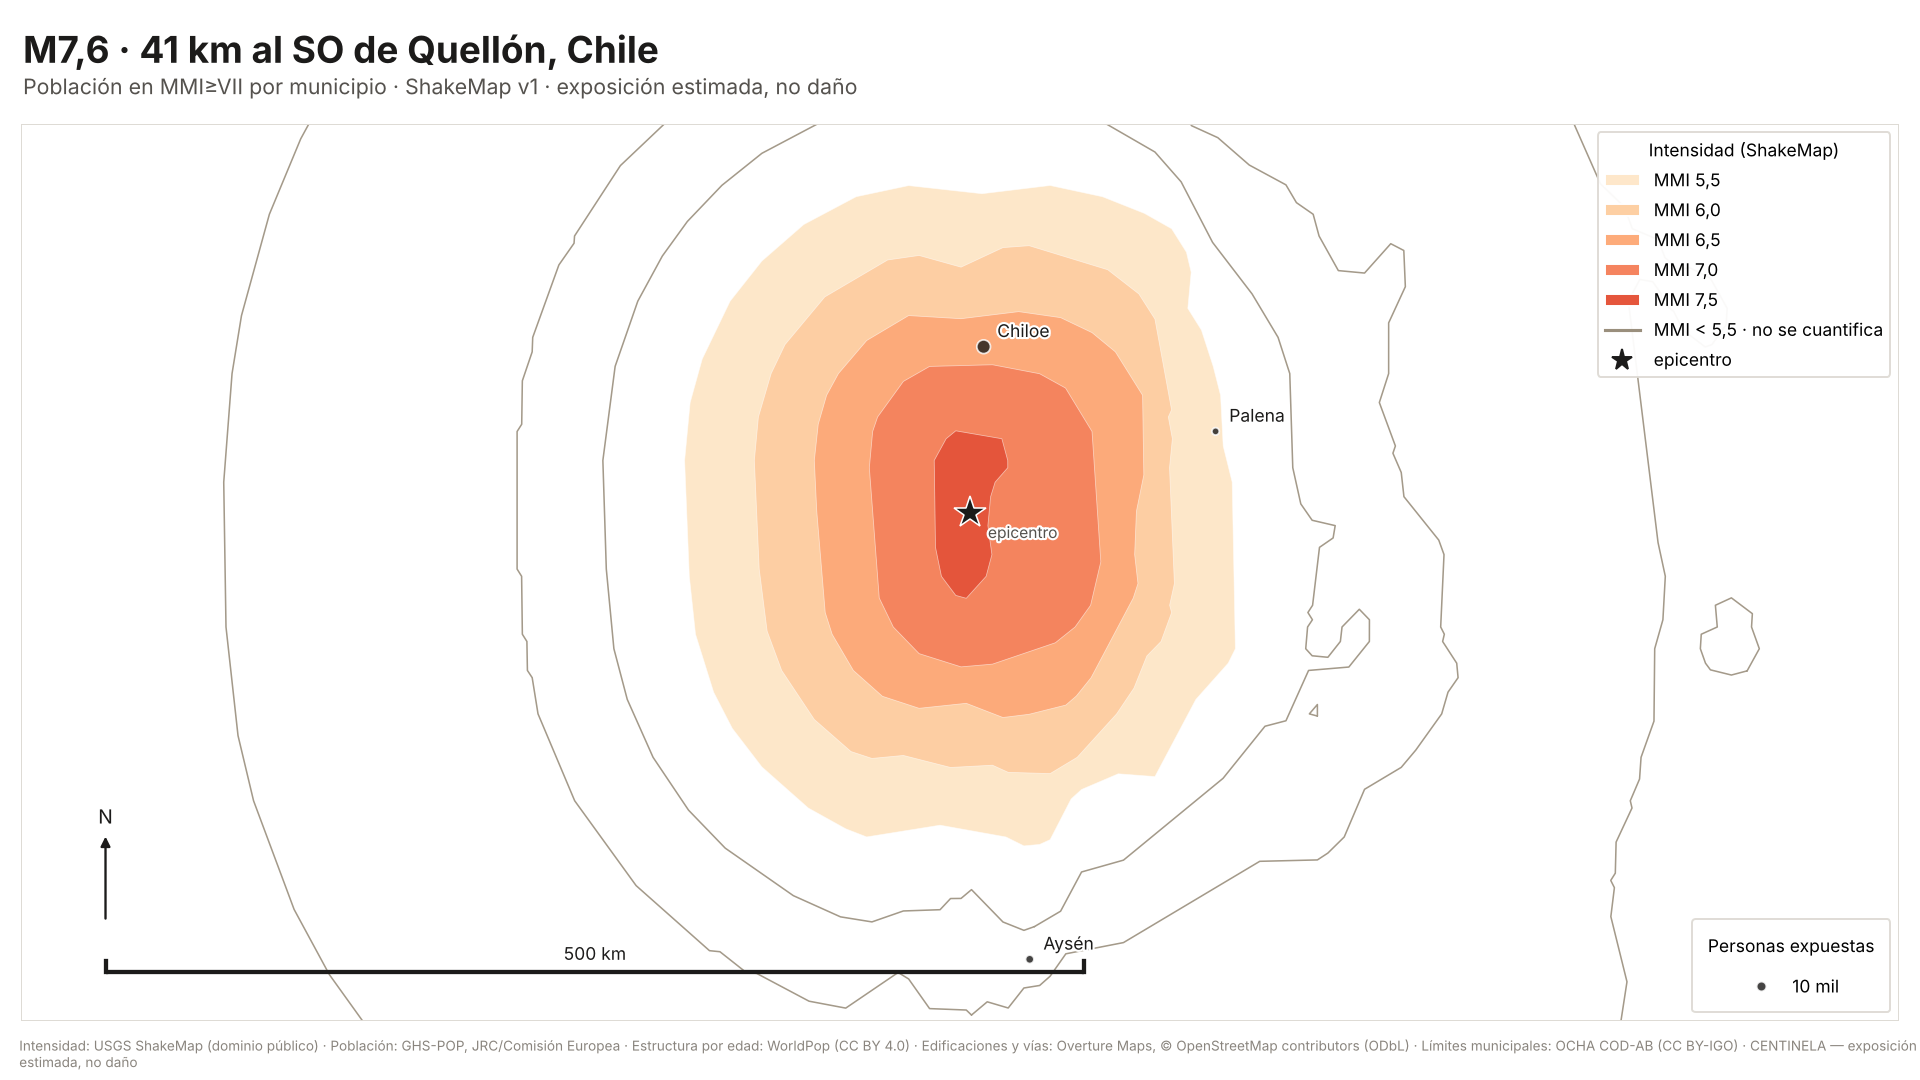 M7,6 · 41 km al SO de Quellón, Chile
Población en MMI≥VII por municipio · ShakeMap v1 · exposición estimada, no daño
Intensidad (ShakeMap)
MMI 5,5
MMI 6,0
MMI 6,5
MMI 7,0
MMI 7,5
MMI < 5,5 · no se cuantifica
epicentro
Chiloe
Palena
epicentro
N
500 km
Aysén
Personas expuestas
10 mil
Intensidad: USGS ShakeMap (dominio público) · Población: GHS-POP, JRC/Comisión Europea · Estructura por edad: WorldPop (CC BY 4.0) · Edificaciones y vías: Overture Maps, © OpenStreetMap contributors (ODbL) · Límites municipales: OCHA COD-AB (CC BY-IGO) · CENTINELA — exposición
estimada, no daño